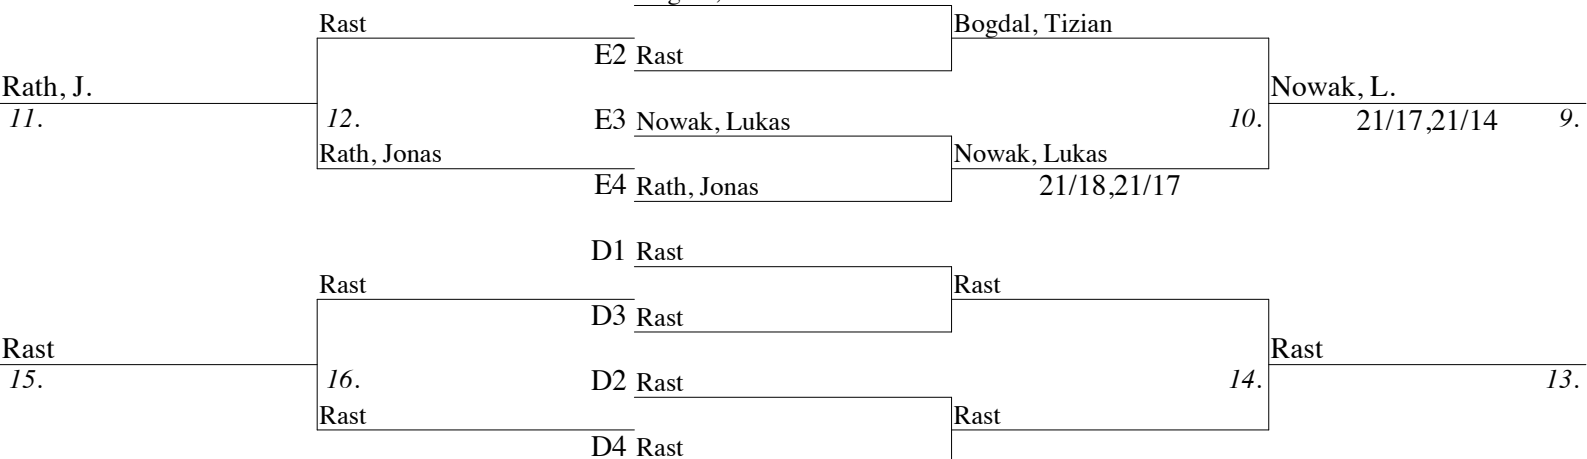 Rast
Bogdal, Tizian
E2 Rast
Rath, J.
Nowak, L.
11.
12.
E3 Nowak, Lukas
10.
21/17,21/14
9.
Rath, Jonas
Nowak, Lukas
E4 Rath, Jonas
21/18,21/17
D1 Rast
Rast
Rast
D3 Rast
Rast
Rast
15.
16.
D2 Rast
14.
13.
Rast
Rast
D4 Rast